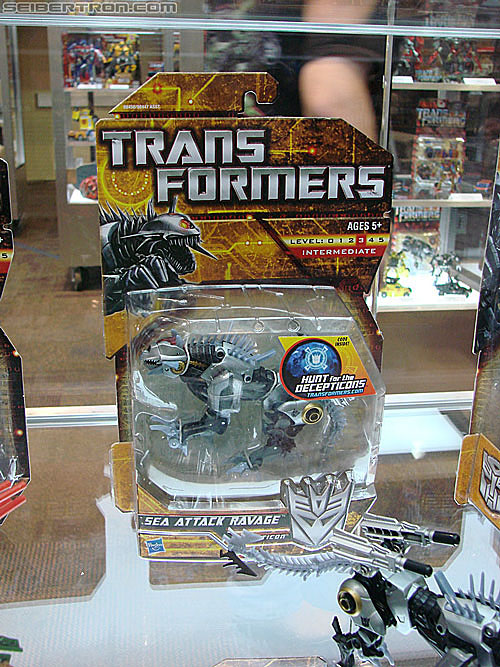 SEIBERTRON.COM
TRANS
FORMERS
AGES 5+
LEVEL: 0 1 2 3 4 5
INTERMEDIATE
CODE
INSIDE!
HUNT for the
DECEPTICONS
TRANSFORMERS.COM
SEA ATTACK RAVAGE
Hasbro